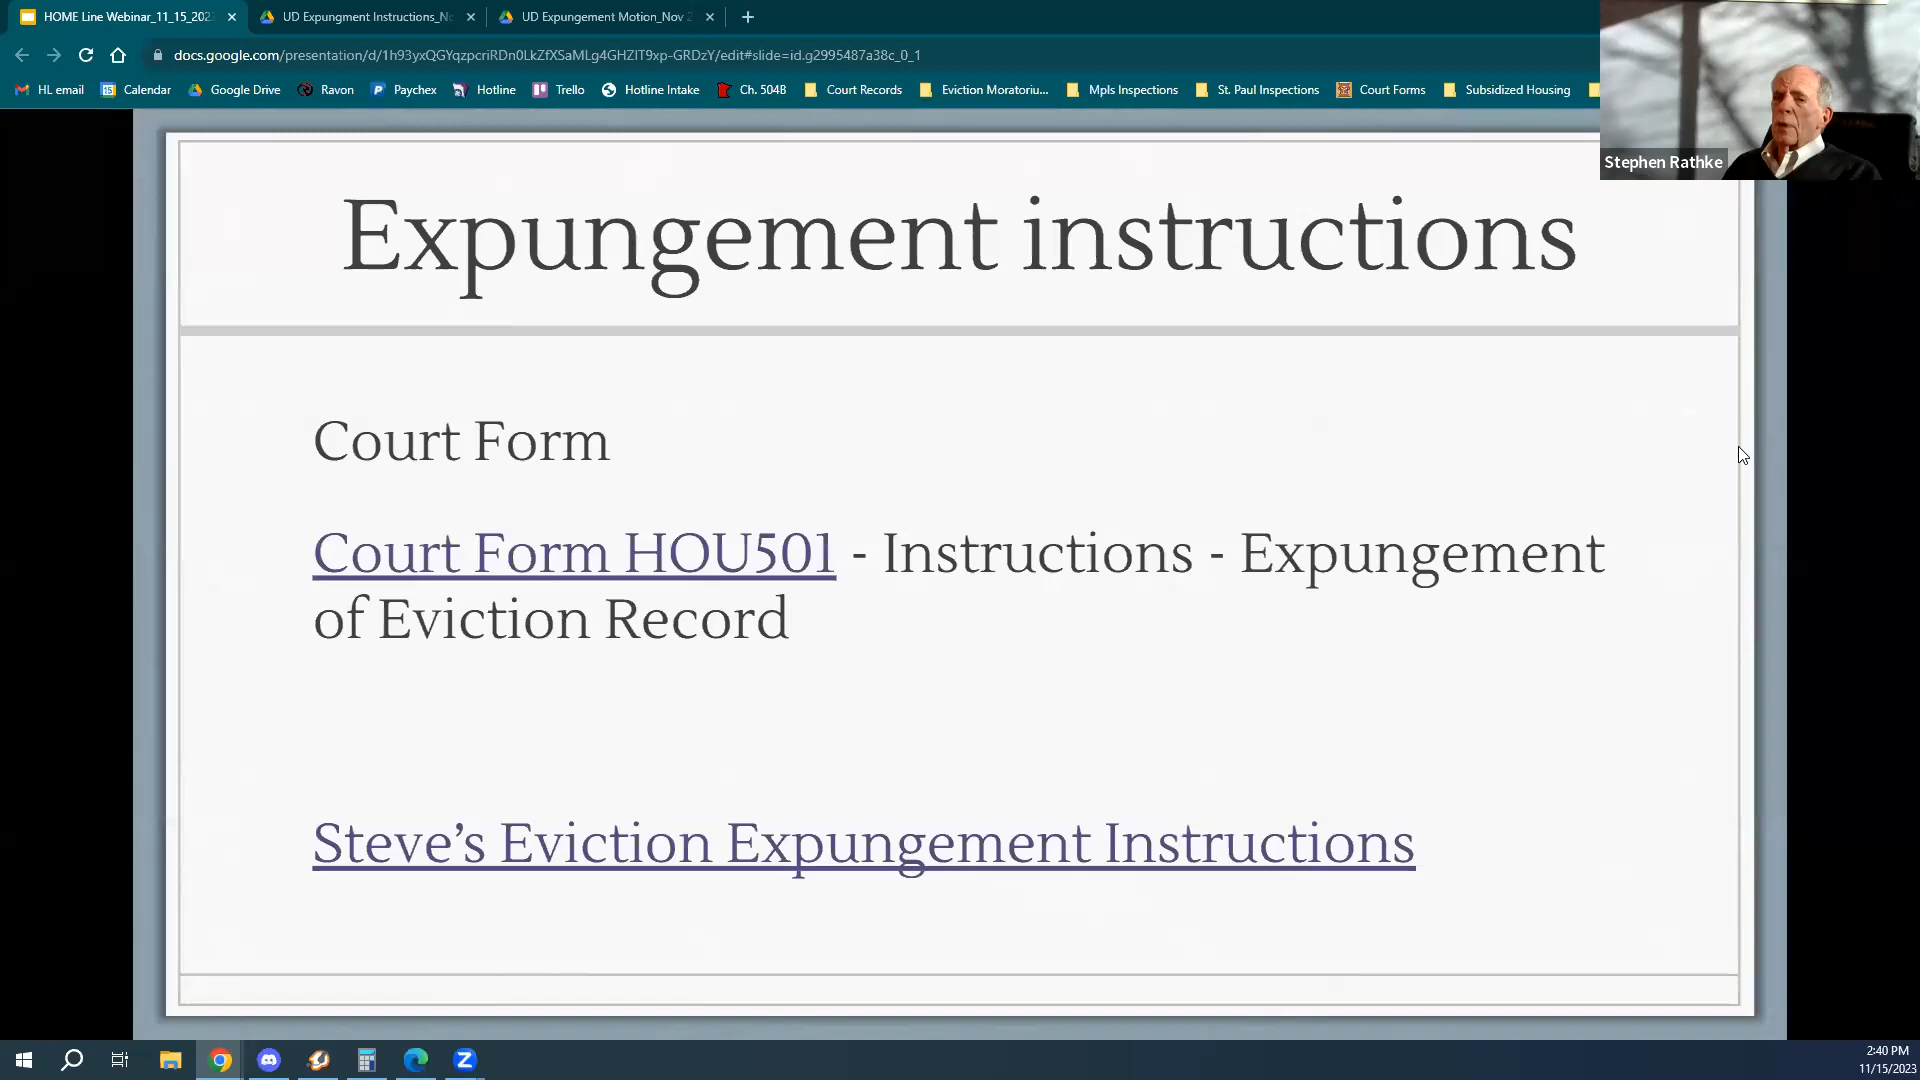 HOME Line Webinar_11_15_202
UD Expungment Instructions_N
UD Expungement Motion_Nov 2
docs.google.com/presentation/d/1h93yxQGYqzpcriRDn0LkZfXSaMLg4GHZlT9xp-GRDzY/edit#slide=id.g2995487a38c_0_1
HL email
Calendar
Google Drive
Ravon
Paychex
Hotline
Trello
Hotline Intake
Ch. 504B
Court Records
Eviction Moratoriu...
Mpls Inspections
St. Paul Inspections
Court Forms
Subsidized Housing
Stephen Rathke
Expungement instructions
Court Form
Court Form HOU501 - Instructions - Expungement
of Eviction Record
Steve’s Eviction Expungement Instructions
2:40 PM
11/15/2023